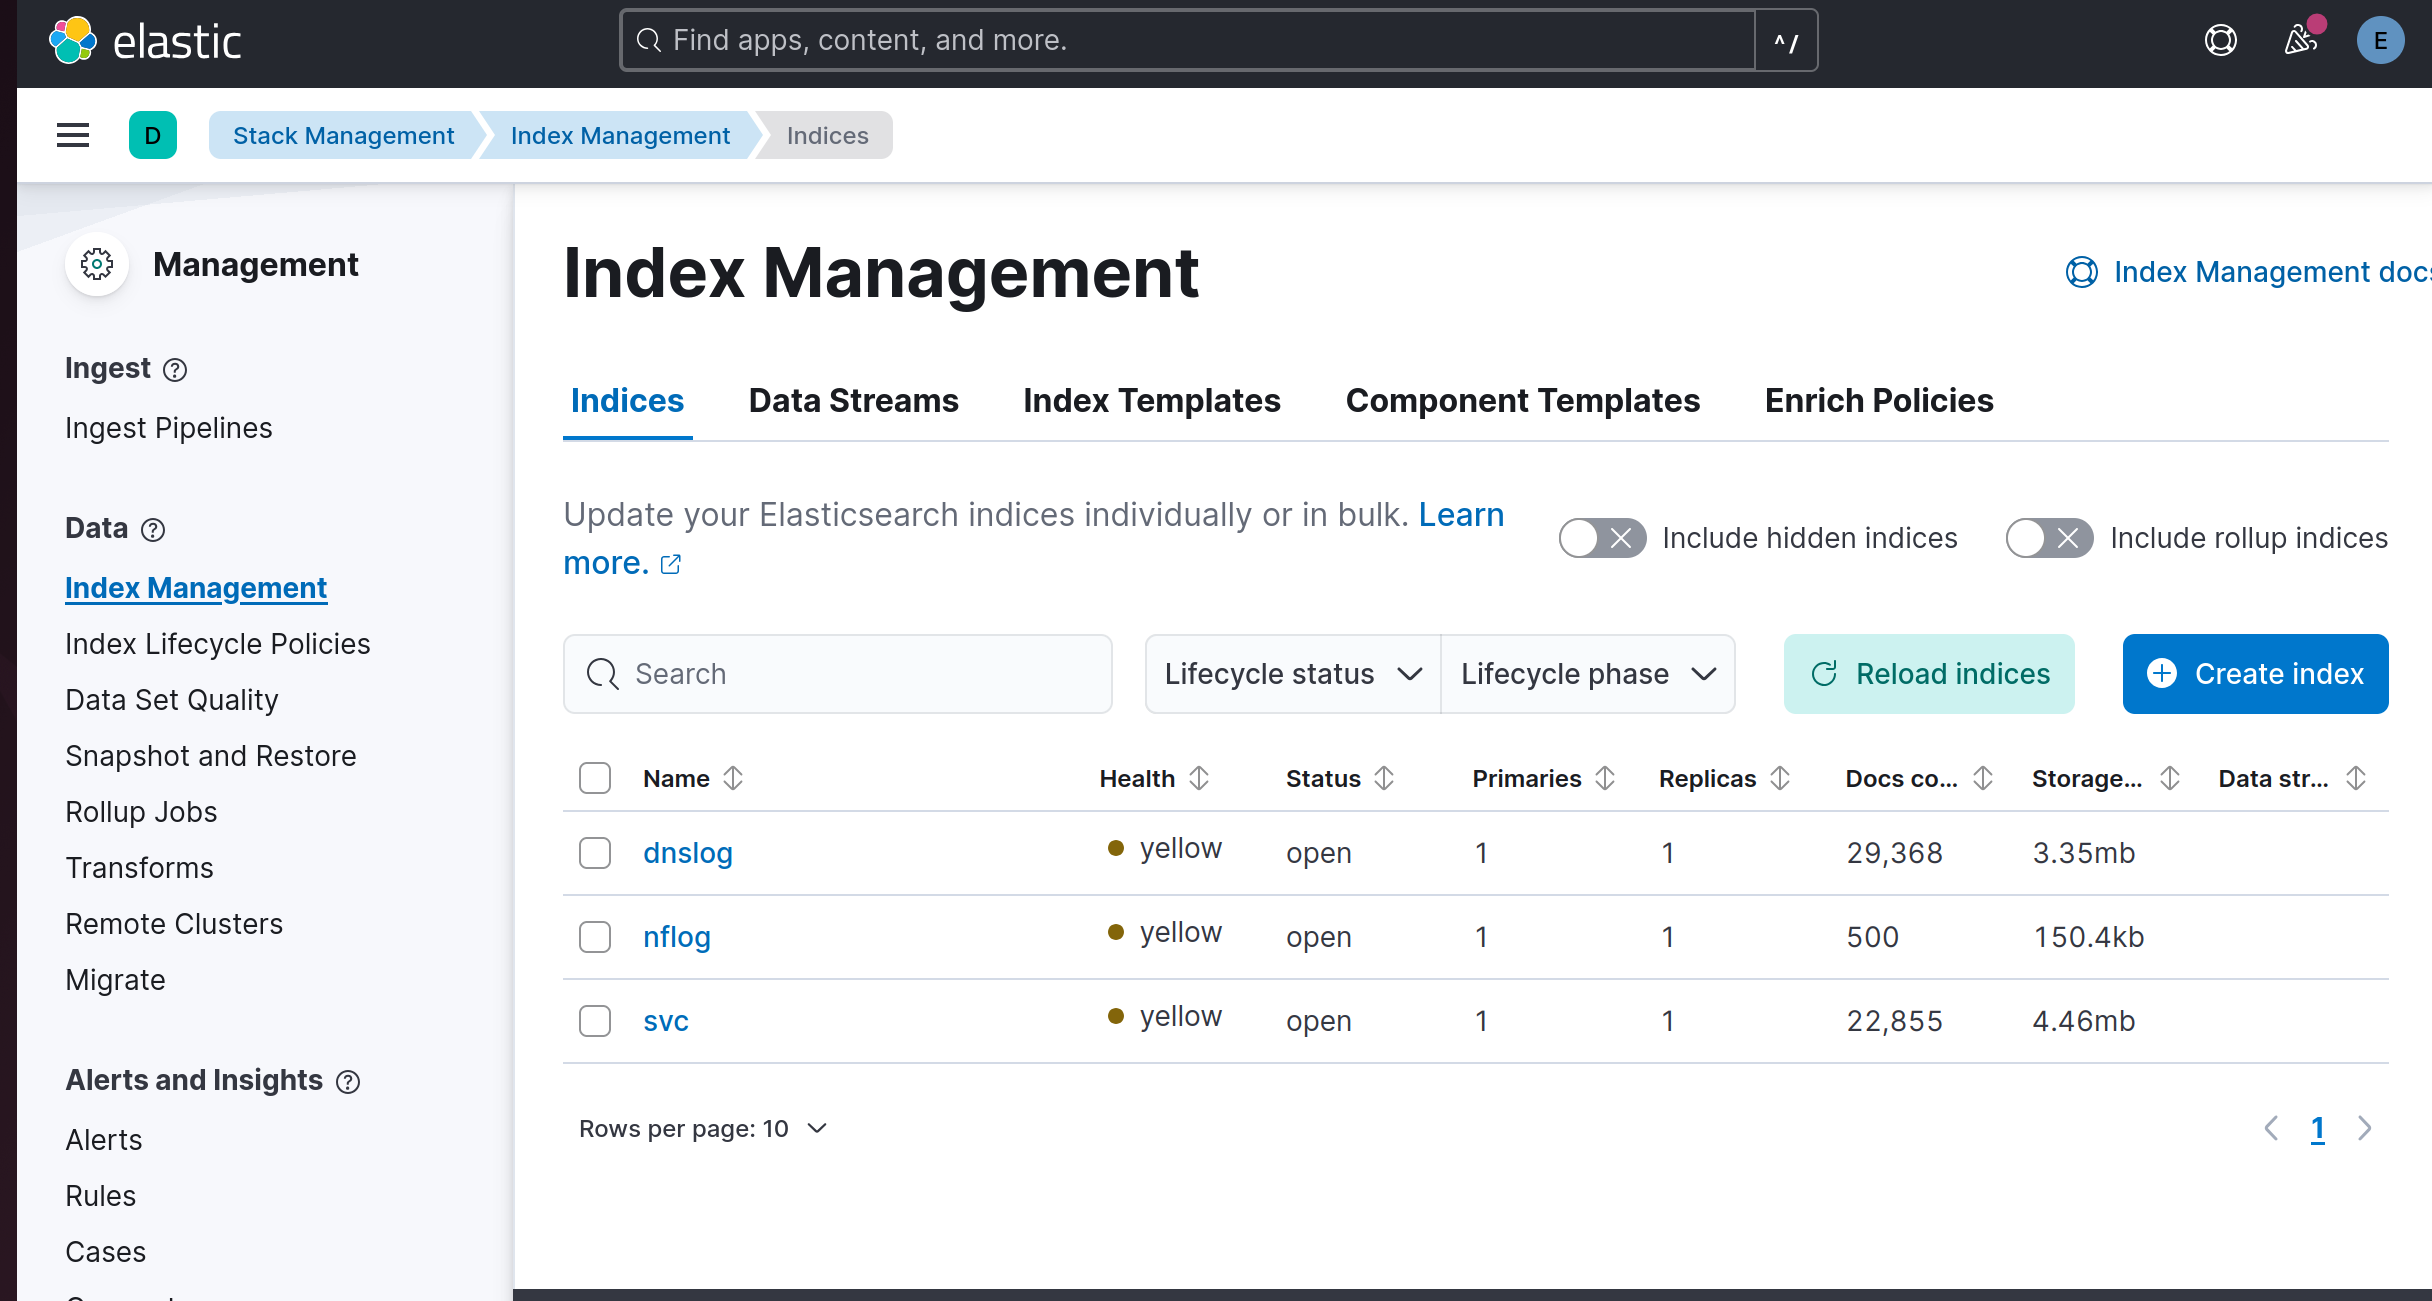 elastic
Find apps, content, and more.
^ /
E
D
Stack Management
Index Management
Indices
Management
Ingest
Ingest Pipelines
Data
Index Management
Index Lifecycle Policies
Data Set Quality
Snapshot and Restore
Rollup Jobs
Transforms
Remote Clusters
Migrate
Alerts and Insights
Alerts
Rules
Cases
Index Management
Index Management docs
Indices Data Streams Index Templates Component Templates Enrich Policies
Update your Elasticsearch indices individually or in bulk. Learn
more.
Include hidden indices
Include rollup indices
Search
Lifecycle status
Lifecycle phase
Reload indices
Create index
Name Health Status Primaries Replicas Docs co... Storage... Data str...
dnslog yellow open 1 1 29,368 3.35mb
nflog yellow open 1 1 500 150.4kb
svc yellow open 1 1 22,855 4.46mb
Rows per page: 10
1